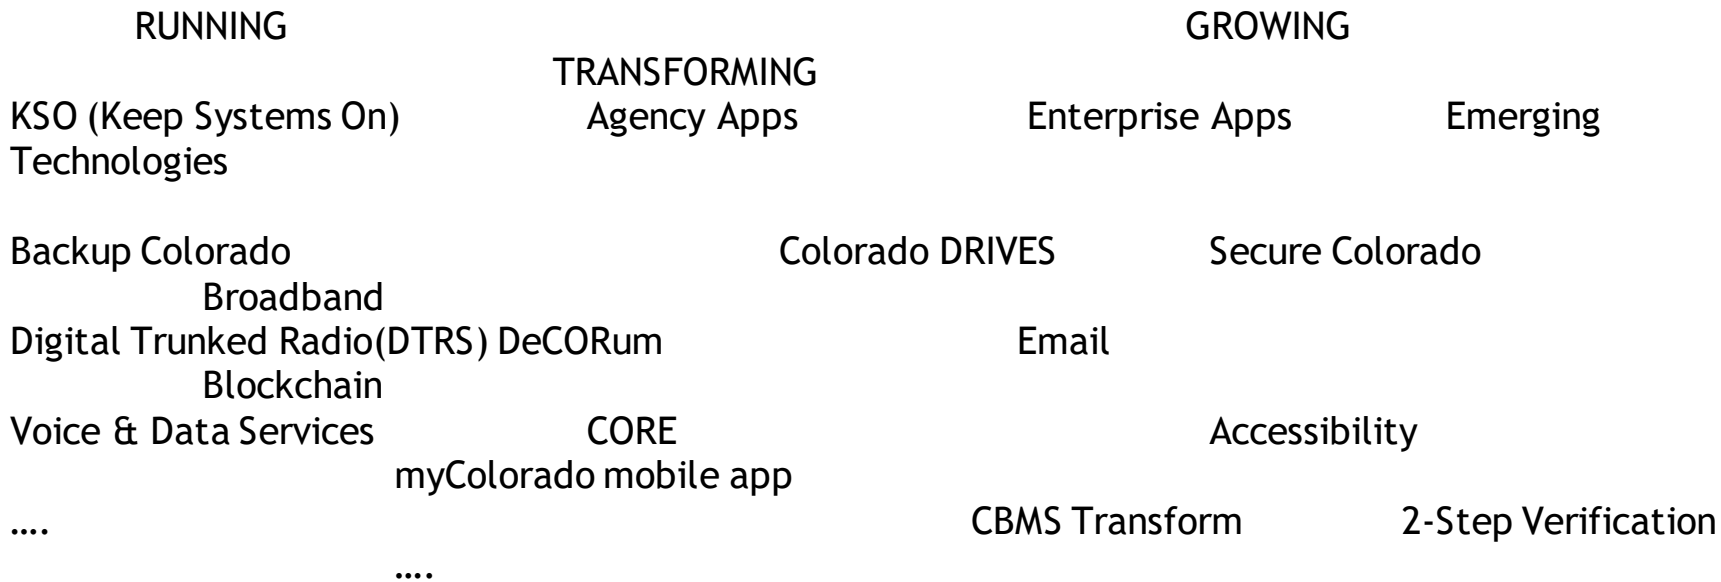 RUNNING GROWING
TRANSFORMING
KSO (Keep Systems On) Agency Apps Enterprise Apps Emerging
Technologies
Backup Colorado Colorado DRIVES Secure Colorado
Broadband
Digital Trunked Radio(DTRS) DeCORum Email
Blockchain
Voice & Data Services CORE Accessibility
myColorado mobile app
…. CBMS Transform 2-Step Verification
….